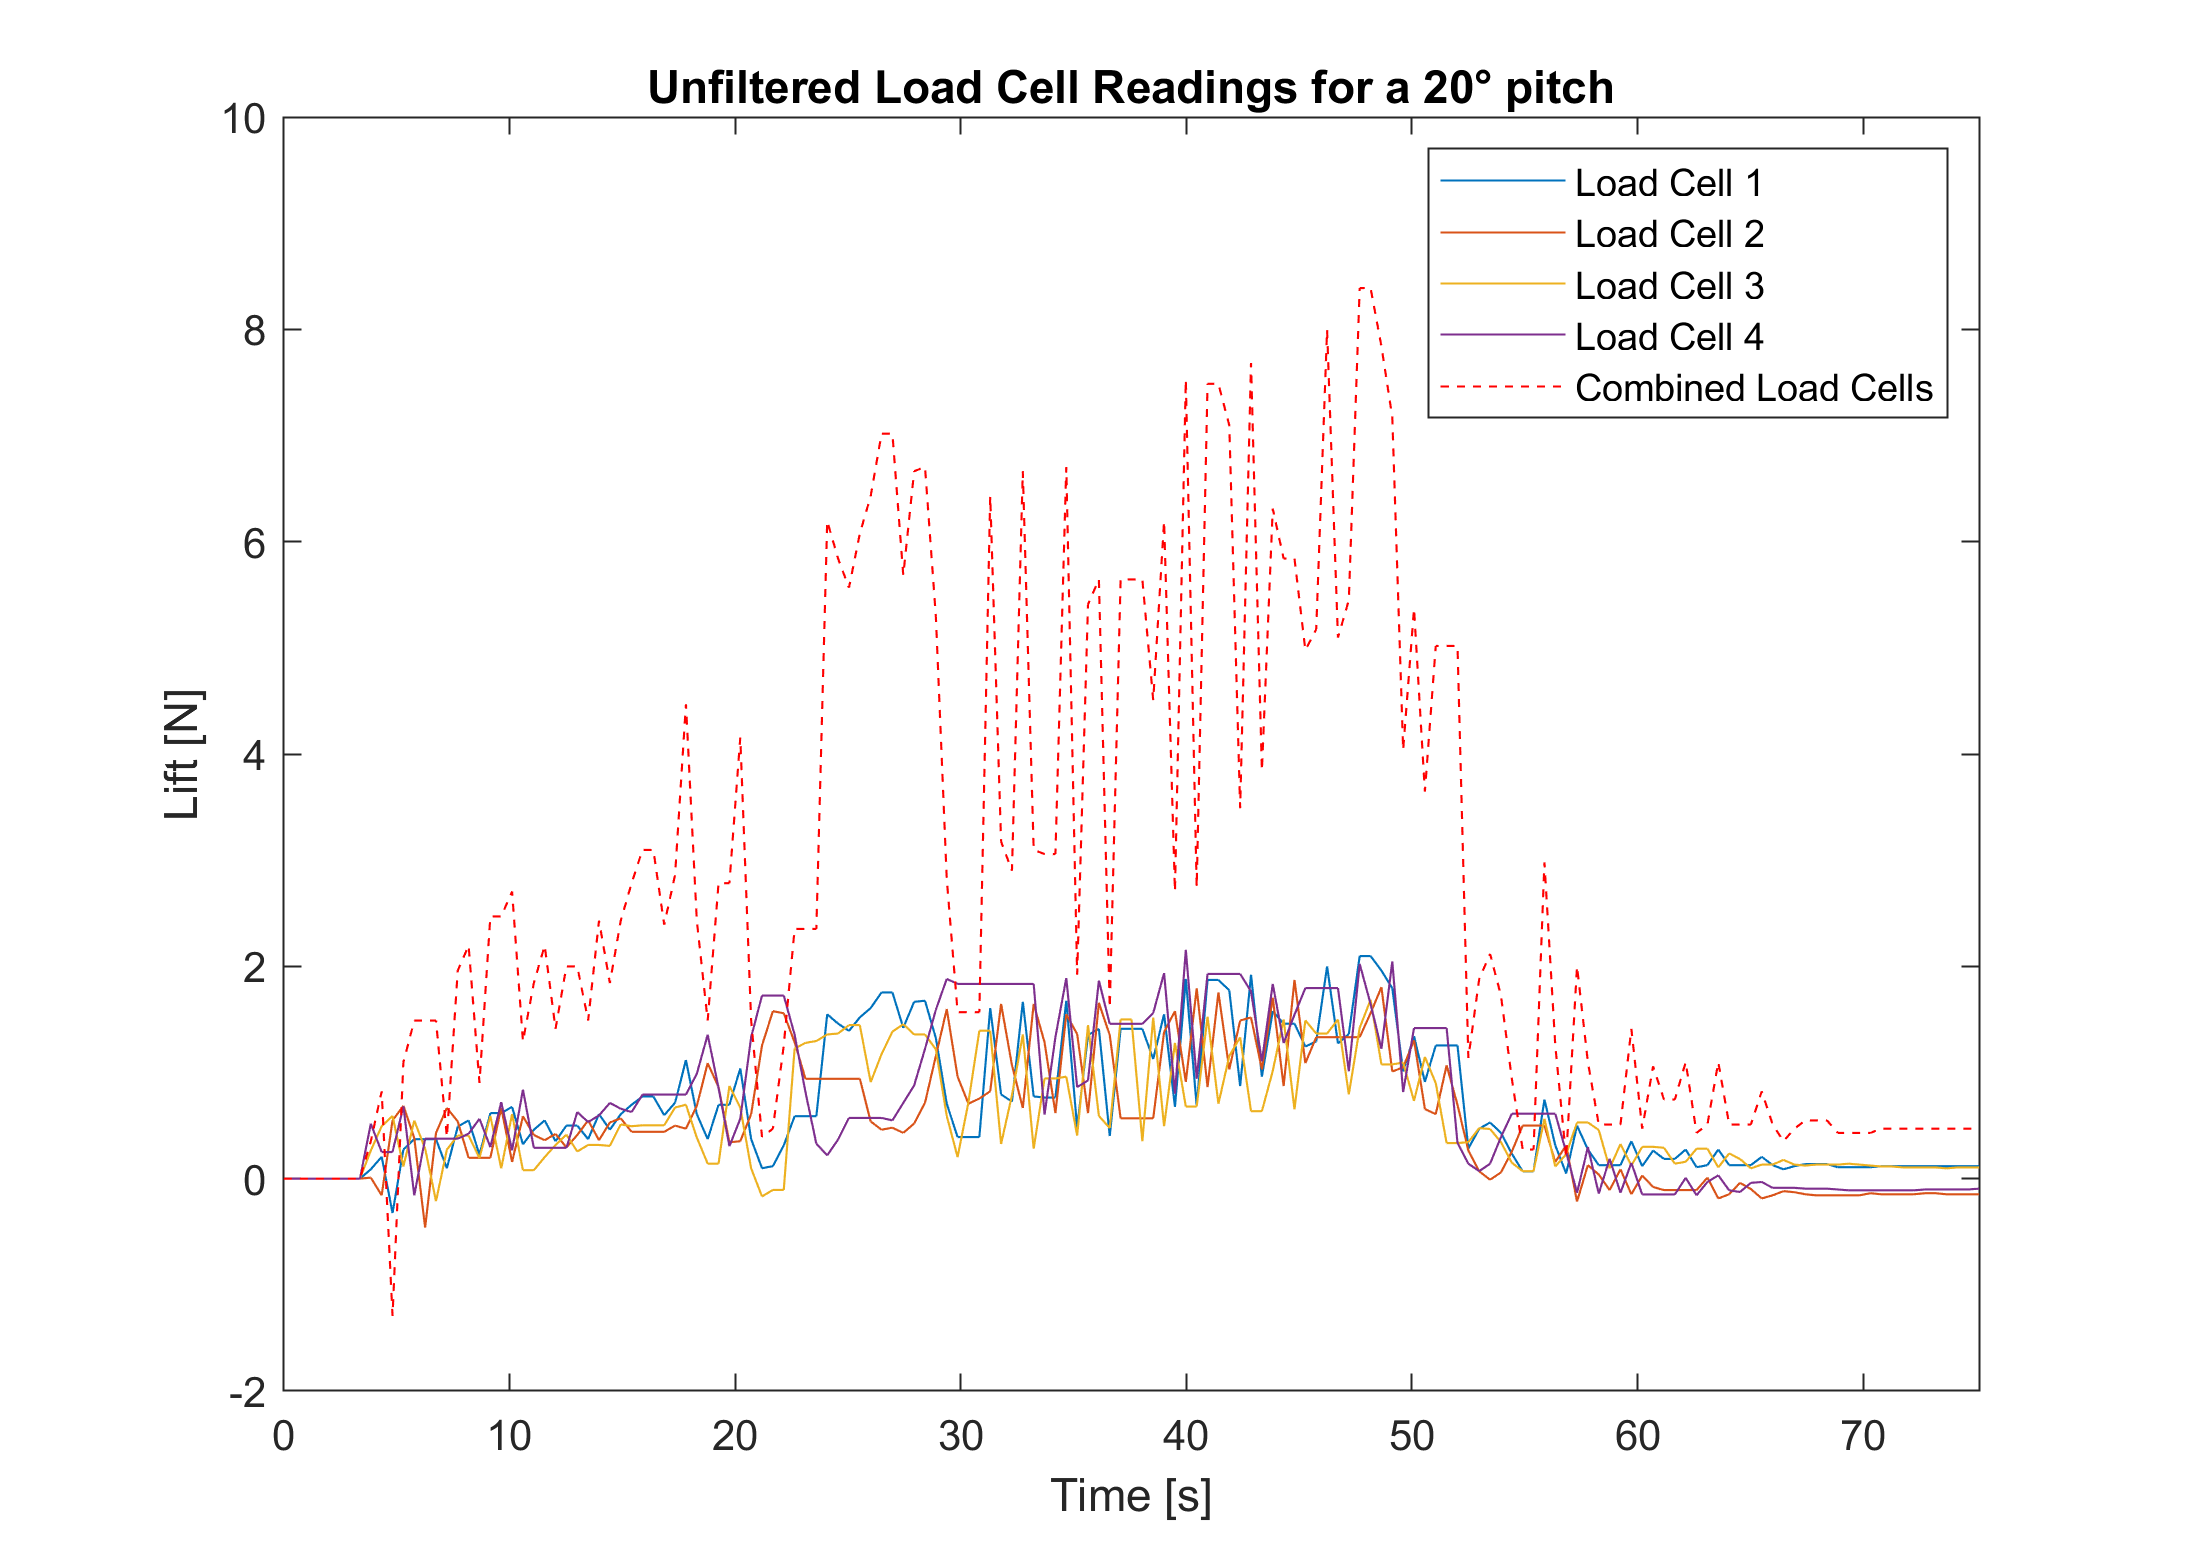 Unfiltered Load Cell Readings for a 20° pitch
10
8
6
4
2
0
-2
Lift [N]
Load Cell 1
Load Cell 2
Load Cell 3
Load Cell 4
Combined Load Cells
0 10 20 30 40 50 60 70
Time [s]